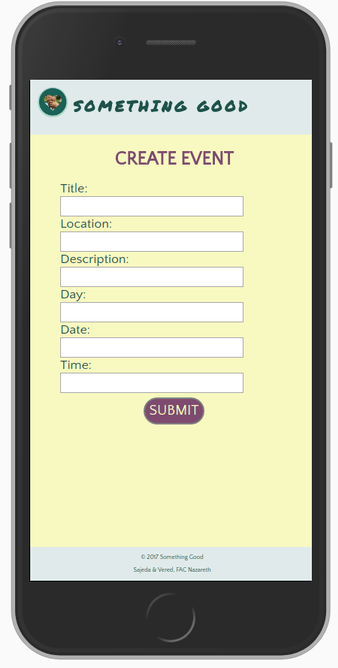 SOMETHING GOOD
CREATE EVENT
Title:
Location:
Description:
Day:
Date:
Time:
SUBMIT
© 2017 Something Good
Sajeda & Vered, FAC Nazareth